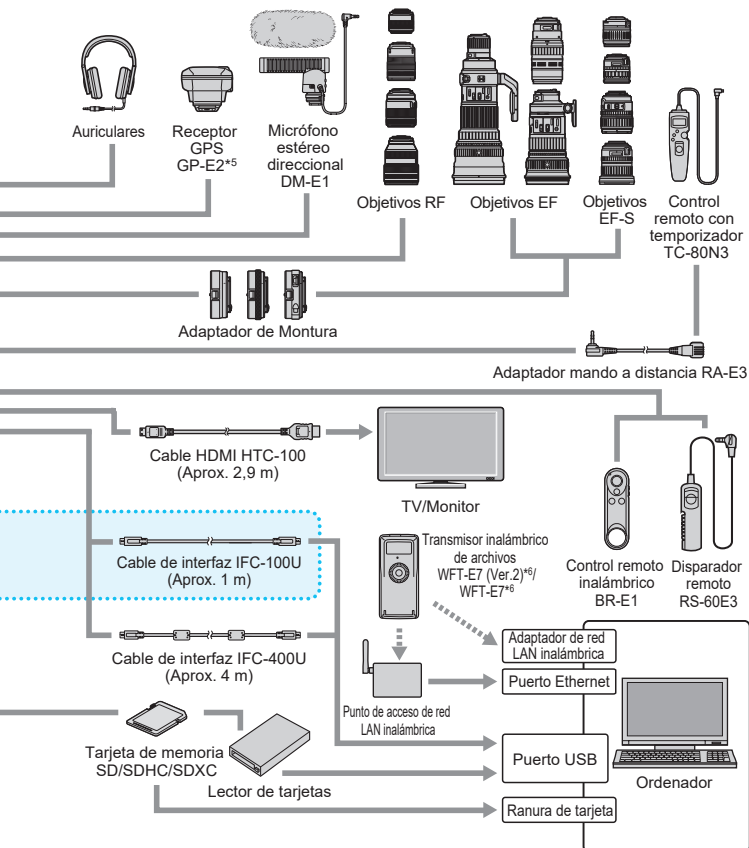 Auriculares
Receptor
GPS
GP-E2*5
Micrófono
estéreo
direccional
DM-E1
Objetivos RF
Objetivos EF
Objetivos
EF-S
Control
remoto con
temporizador
TC-80N3
Adaptador de Montura
Adaptador mando a distancia RA-E3
Cable HDMI HTC-100
(Aprox. 2,9 m)
TV/Monitor
Cable de interfaz IFC-100U
(Aprox. 1 m)
Transmisor inalámbrico
de archivos
WFT-E7 (Ver.2)*6/
WFT-E7*6
Control remoto
inalámbrico
BR-E1
Disparador
remoto
RS-60E3
Cable de interfaz IFC-400U
(Aprox. 4 m)
Adaptador de red
LAN inalámbrica
Puerto Ethernet
Punto de acceso de red
LAN inalámbrica
Tarjeta de memoria
SD/SDHC/SDXC
Lector de tarjetas
Puerto USB
Ordenador
Ranura de tarjeta